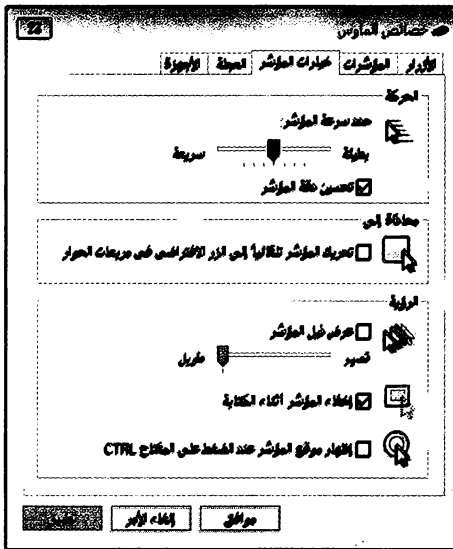 خصائص الماوس
الأزرار المؤشرات خيارات المؤشر العجلة الأجهزة
الحركة
حدد سرعة المؤشر:
بطيئة سريعة
تحسين دقة المؤشر
محاذاة إلى
تحريك المؤشر تلقائياً إلى الزر الافتراضي في مربعات الحوار
الرؤية
عرض ذيل المؤشر
قصير طويل
إخفاء المؤشر أثناء الكتابة
إظهار موقع المؤشر عند الضغط على المفتاح CTRL
موافق إلغاء الأمر